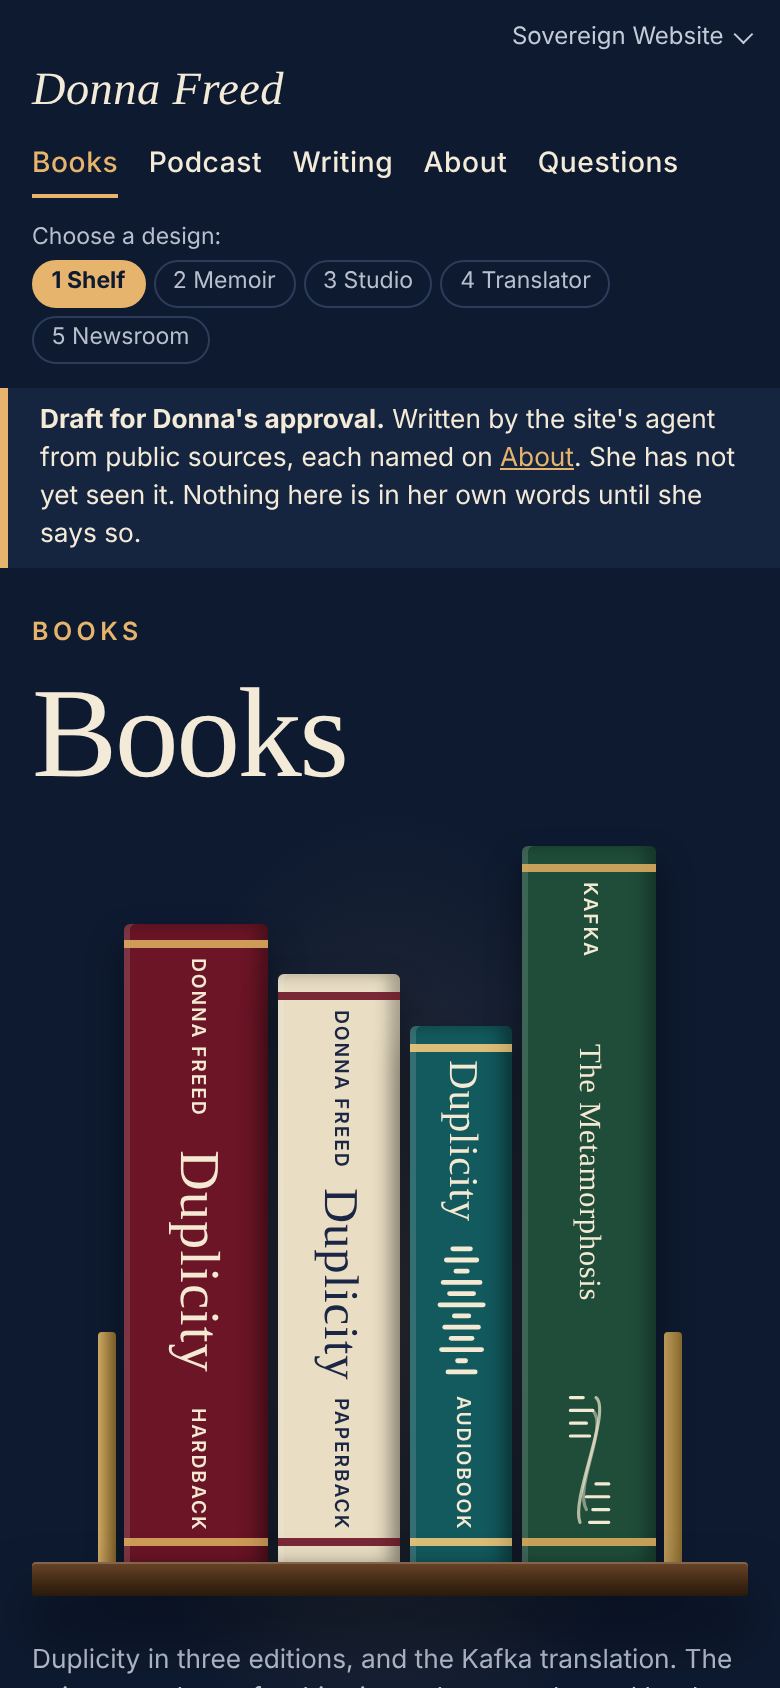 Sovereign Website
Donna Freed
Books Podcast Writing About Questions
Choose a design:
1 Shelf 2 Memoir 3 Studio 4 Translator
5 Newsroom
Draft for Donna's approval. Written by the site's agent
from public sources, each named on About. She has not
yet seen it. Nothing here is in her own words until she
says so.
BOOKS
Books
DONNA FREED Duplicity HARDBACK
DONNA FREED Duplicity PAPERBACK
Duplicity AUDIOBOOK
KAFKA The Metamorphosis
Duplicity in three editions, and the Kafka translation. The